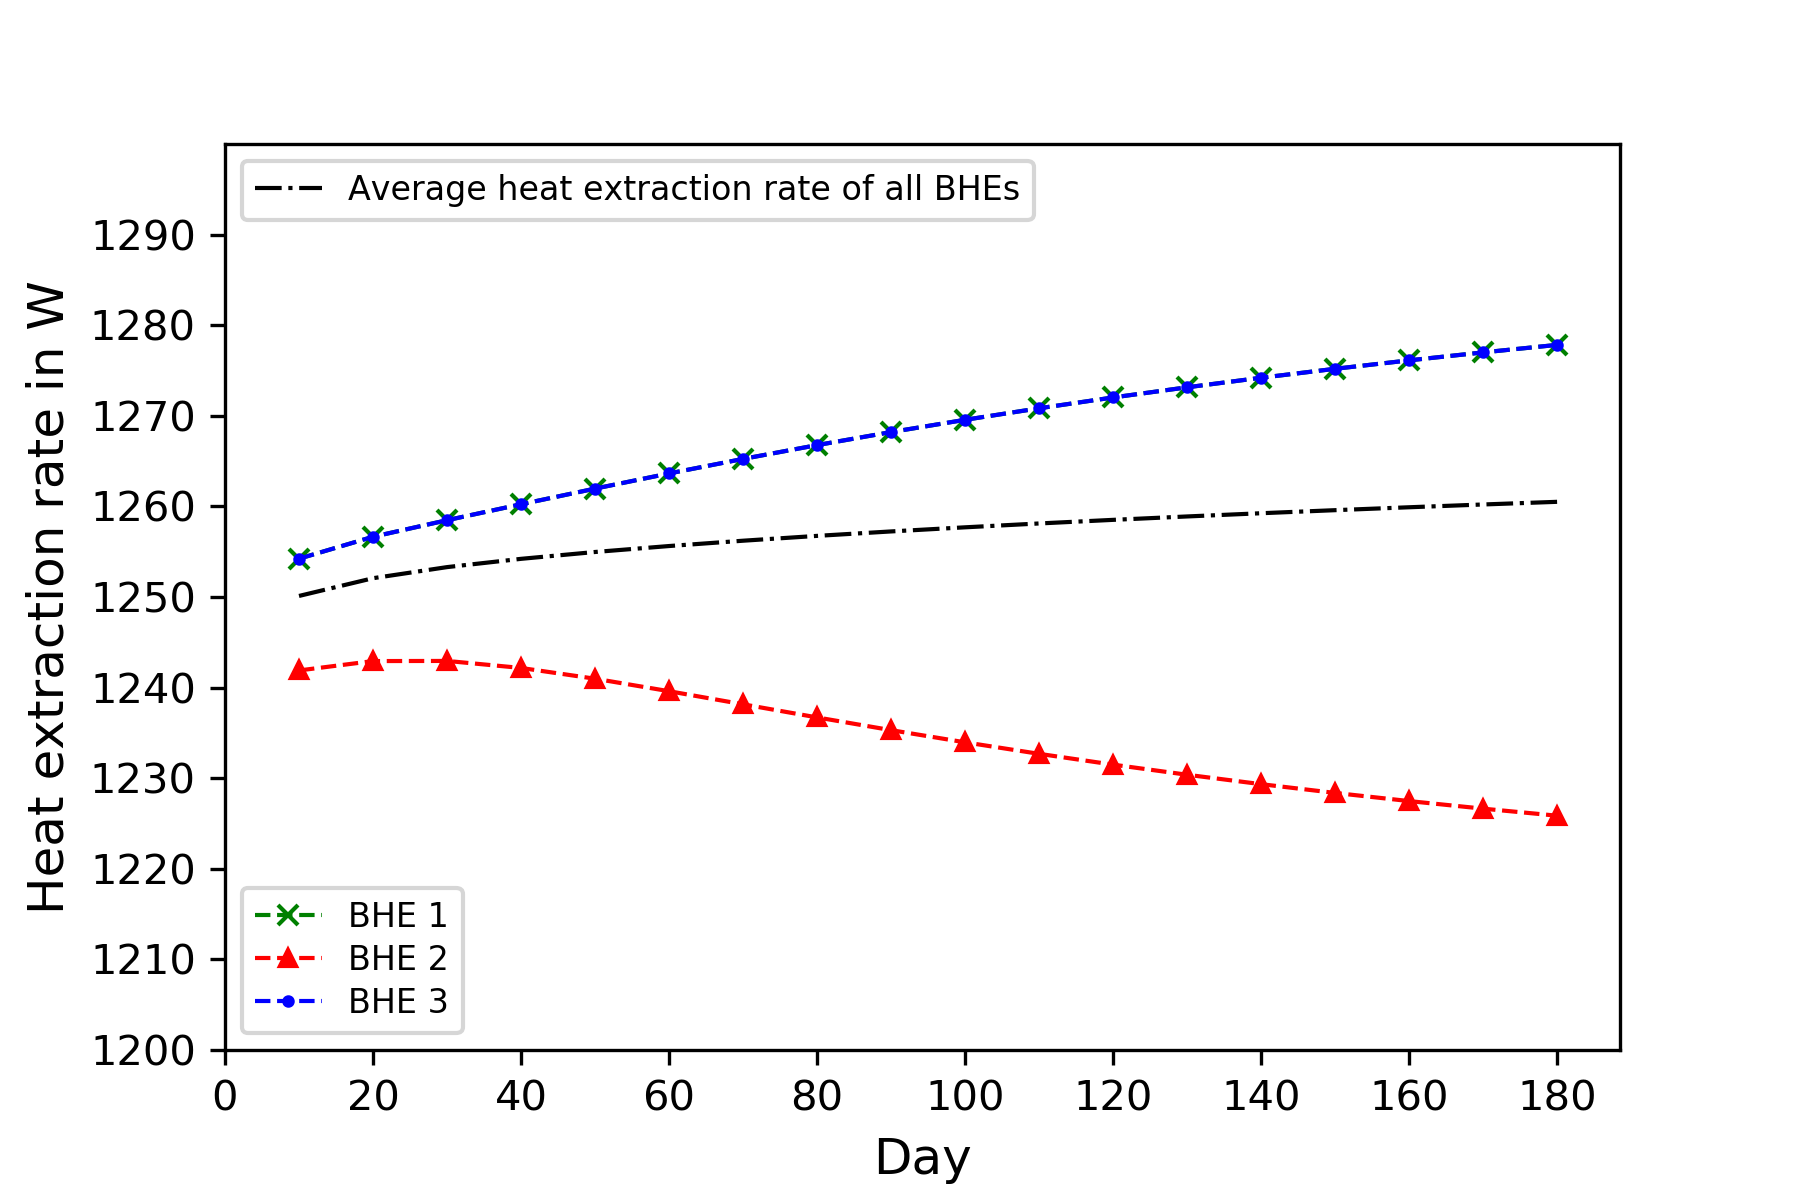 Average heat extraction rate of all BHEs
Heat extraction rate in W
1290
1280
1270
1260
1250
1240
1230
1220
1210
1200
BHE 1
BHE 2
BHE 3
0 20 40 60 80 100 120 140 160 180
Day